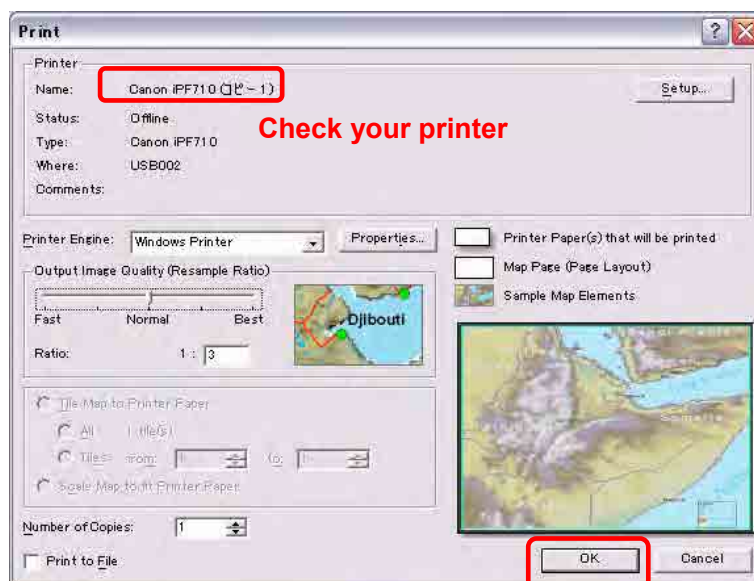 Print
Printer
Name: Canon iPF710 (コピー 1)
Setup...
Status: Offline
Check your printer
Type: Canon iPF710
Where: USB002
Comments:
Printer Engine: Windows Printer
Properties...
Printer Paper(s) that will be printed
Output Image Quality (Resample Ratio)
Map Page (Page Layout)
Sample Map Elements
Fast Normal Best
Djibouti
Ratio: 1 : 3
Tile Map to Printer Paper
All 1 tile(s)
Tiles from: to:
Scale Map to fit Printer Paper
Somalia
Number of Copies: 1
Print to File
OK Cancel